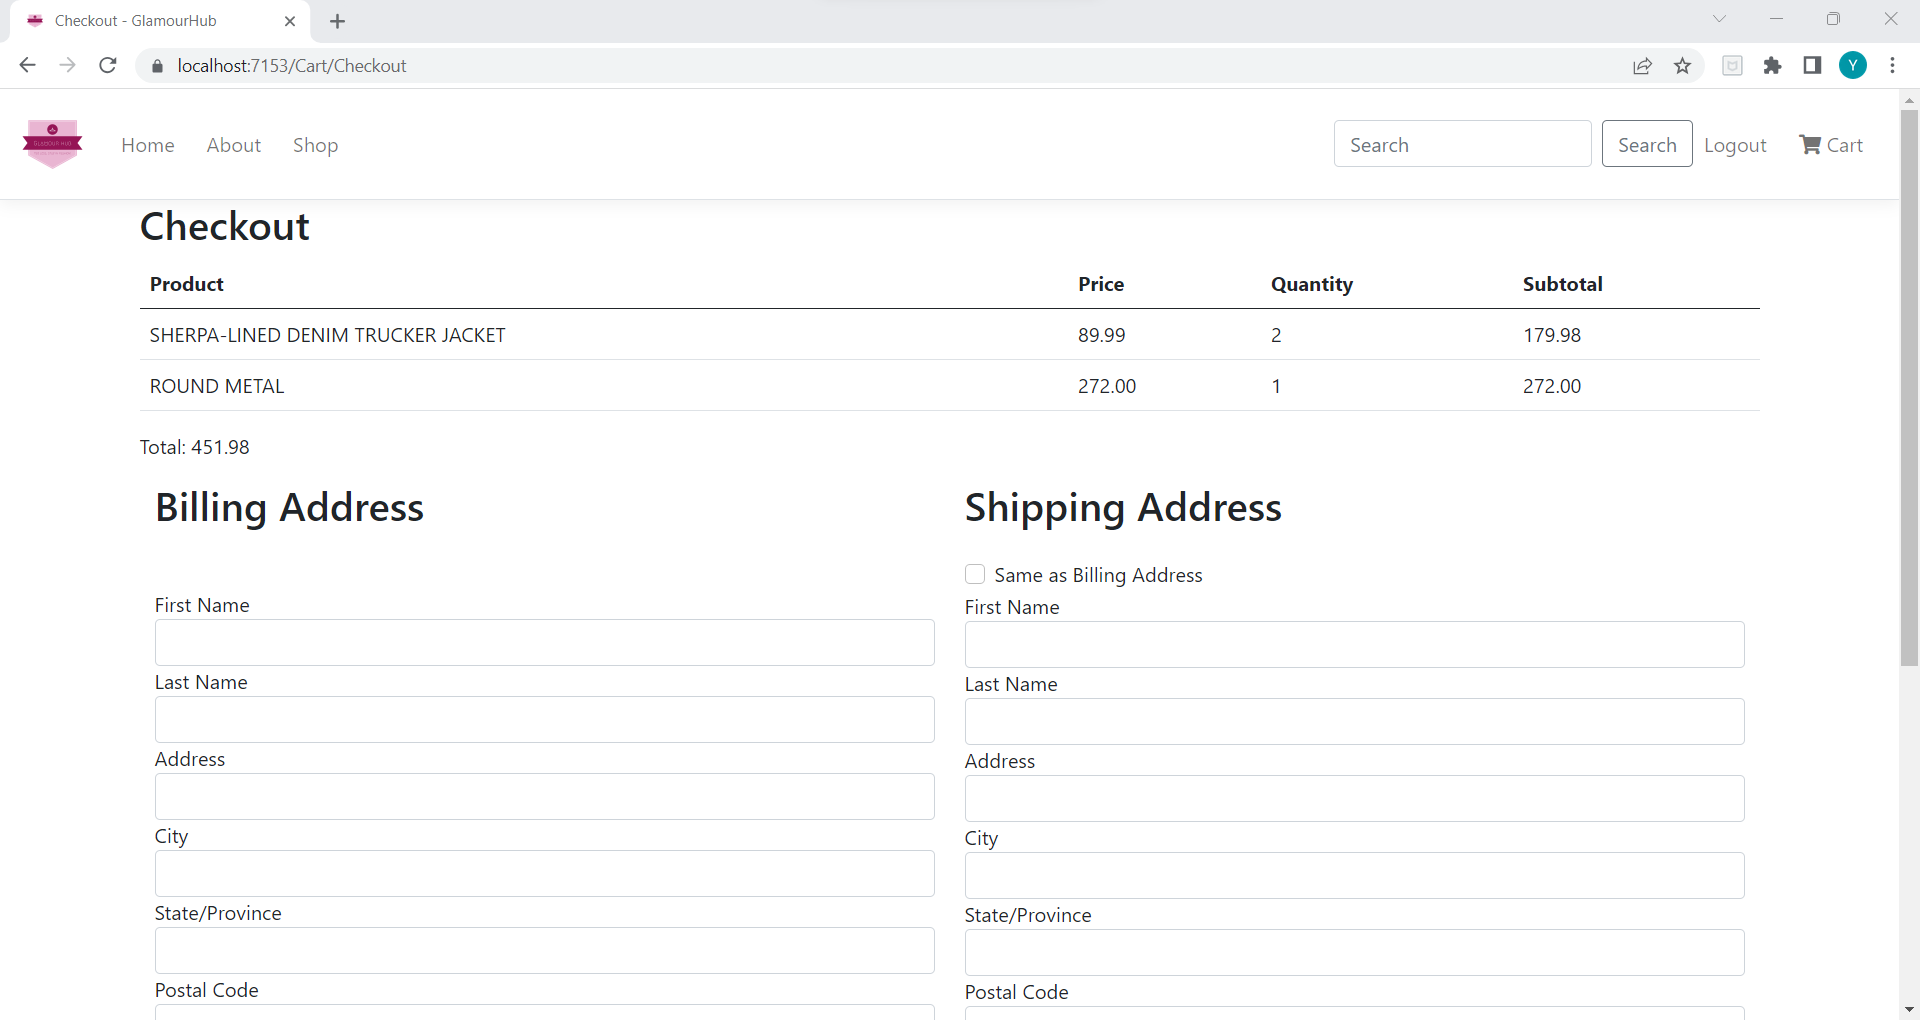 Checkout - GlamourHub
localhost:7153/Cart/Checkout
Y
GLAMOUR HUB
Home About Shop Search Search Logout Cart
Checkout
Product Price Quantity Subtotal
SHERPA-LINED DENIM TRUCKER JACKET 89.99 2 179.98
ROUND METAL 272.00 1 272.00
Total: 451.98
Billing Address Shipping Address
Same as Billing Address
First Name First Name
Last Name Last Name
Address Address
City City
State/Province State/Province
Postal Code Postal Code